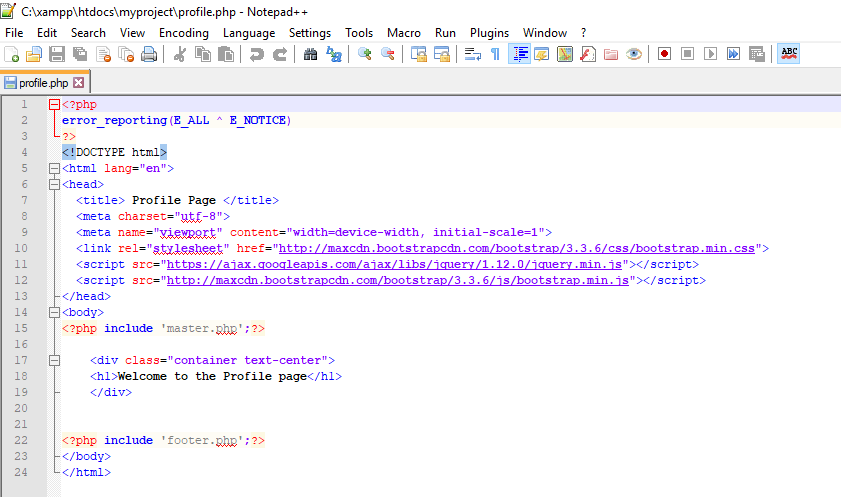 C:\xampp\htdocs\myproject\profile.php - Notepad++
File Edit Search View Encoding Language Settings Tools Macro Run Plugins Window ?
ABC
profile.php
1 <?php
2 error_reporting(E_ALL ^ E_NOTICE)
3 ?>
4 <!DOCTYPE html>
5 <html lang="en">
6 <head>
7 <title> Profile Page </title>
8 <meta charset="utf-8">
9 <meta name="viewport" content="width=device-width, initial-scale=1">
10 <link rel="stylesheet" href="http://maxcdn.bootstrapcdn.com/bootstrap/3.3.6/css/bootstrap.min.css">
11 <script src="https://ajax.googleapis.com/ajax/libs/jquery/1.12.0/jquery.min.js"></script>
12 <script src="http://maxcdn.bootstrapcdn.com/bootstrap/3.3.6/js/bootstrap.min.js"></script>
13 </head>
14 <body>
15 <?php include 'master.php';?>
16
17 <div class="container text-center">
18 <h1>Welcome to the Profile page</h1>
19 </div>
20
21
22 <?php include 'footer.php';?>
23 </body>
24 </html>